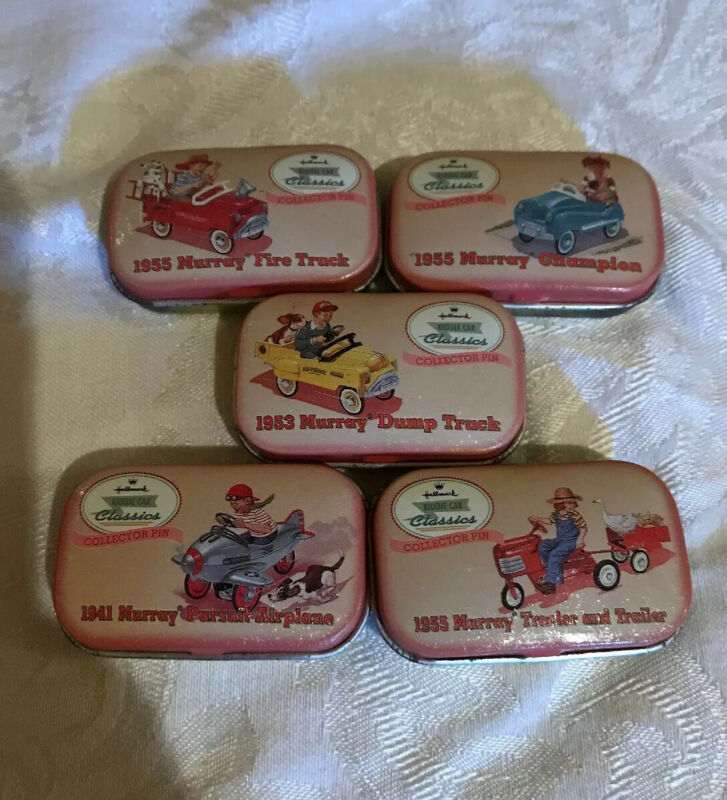 Hallmark
KIDDIE CAR
Classics
COLLECTOR PIN
1955 Murray® Fire Truck
Hallmark
KIDDIE CAR
Classics
COLLECTOR PIN
1955 Murray® Champion
Hallmark
KIDDIE CAR
Classics
COLLECTOR PIN
1953 Murray® Dump Truck
Hallmark
KIDDIE CAR
Classics
COLLECTOR PIN
1941 Murray® Pursuit Airplane
Hallmark
KIDDIE CAR
Classics
COLLECTOR PIN
1955 Murray® Tractor and Trailer